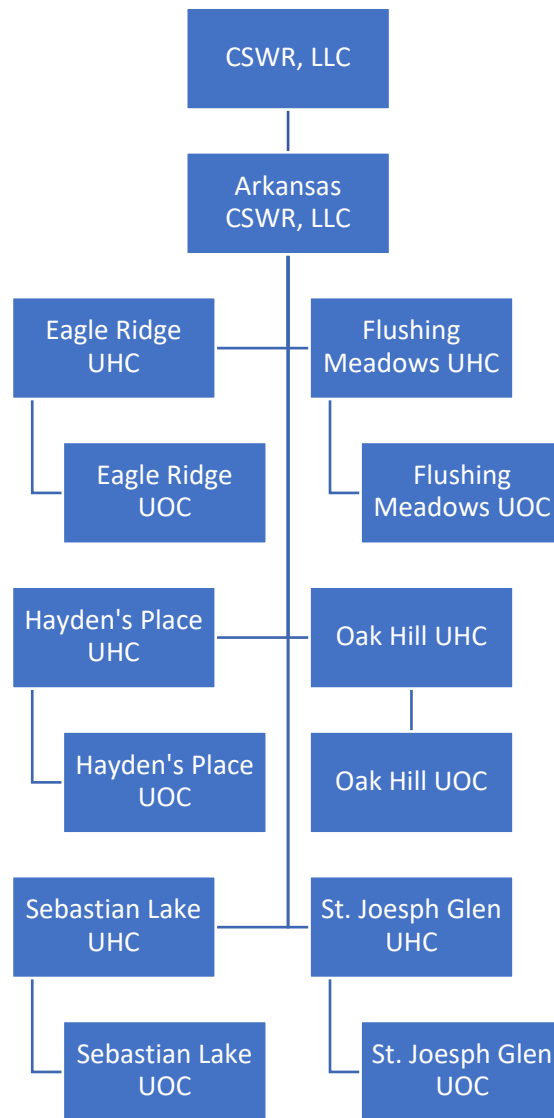 CSWR, LLC
Arkansas
CSWR, LLC
Eagle Ridge
UHC
Flushing
Meadows UHC
Eagle Ridge
UOC
Flushing
Meadows UOC
Hayden's Place
UHC
Oak Hill UHC
Hayden's Place
UOC
Oak Hill UOC
Sebastian Lake
UHC
St. Joesph Glen
UHC
Sebastian Lake
UOC
St. Joesph Glen
UOC